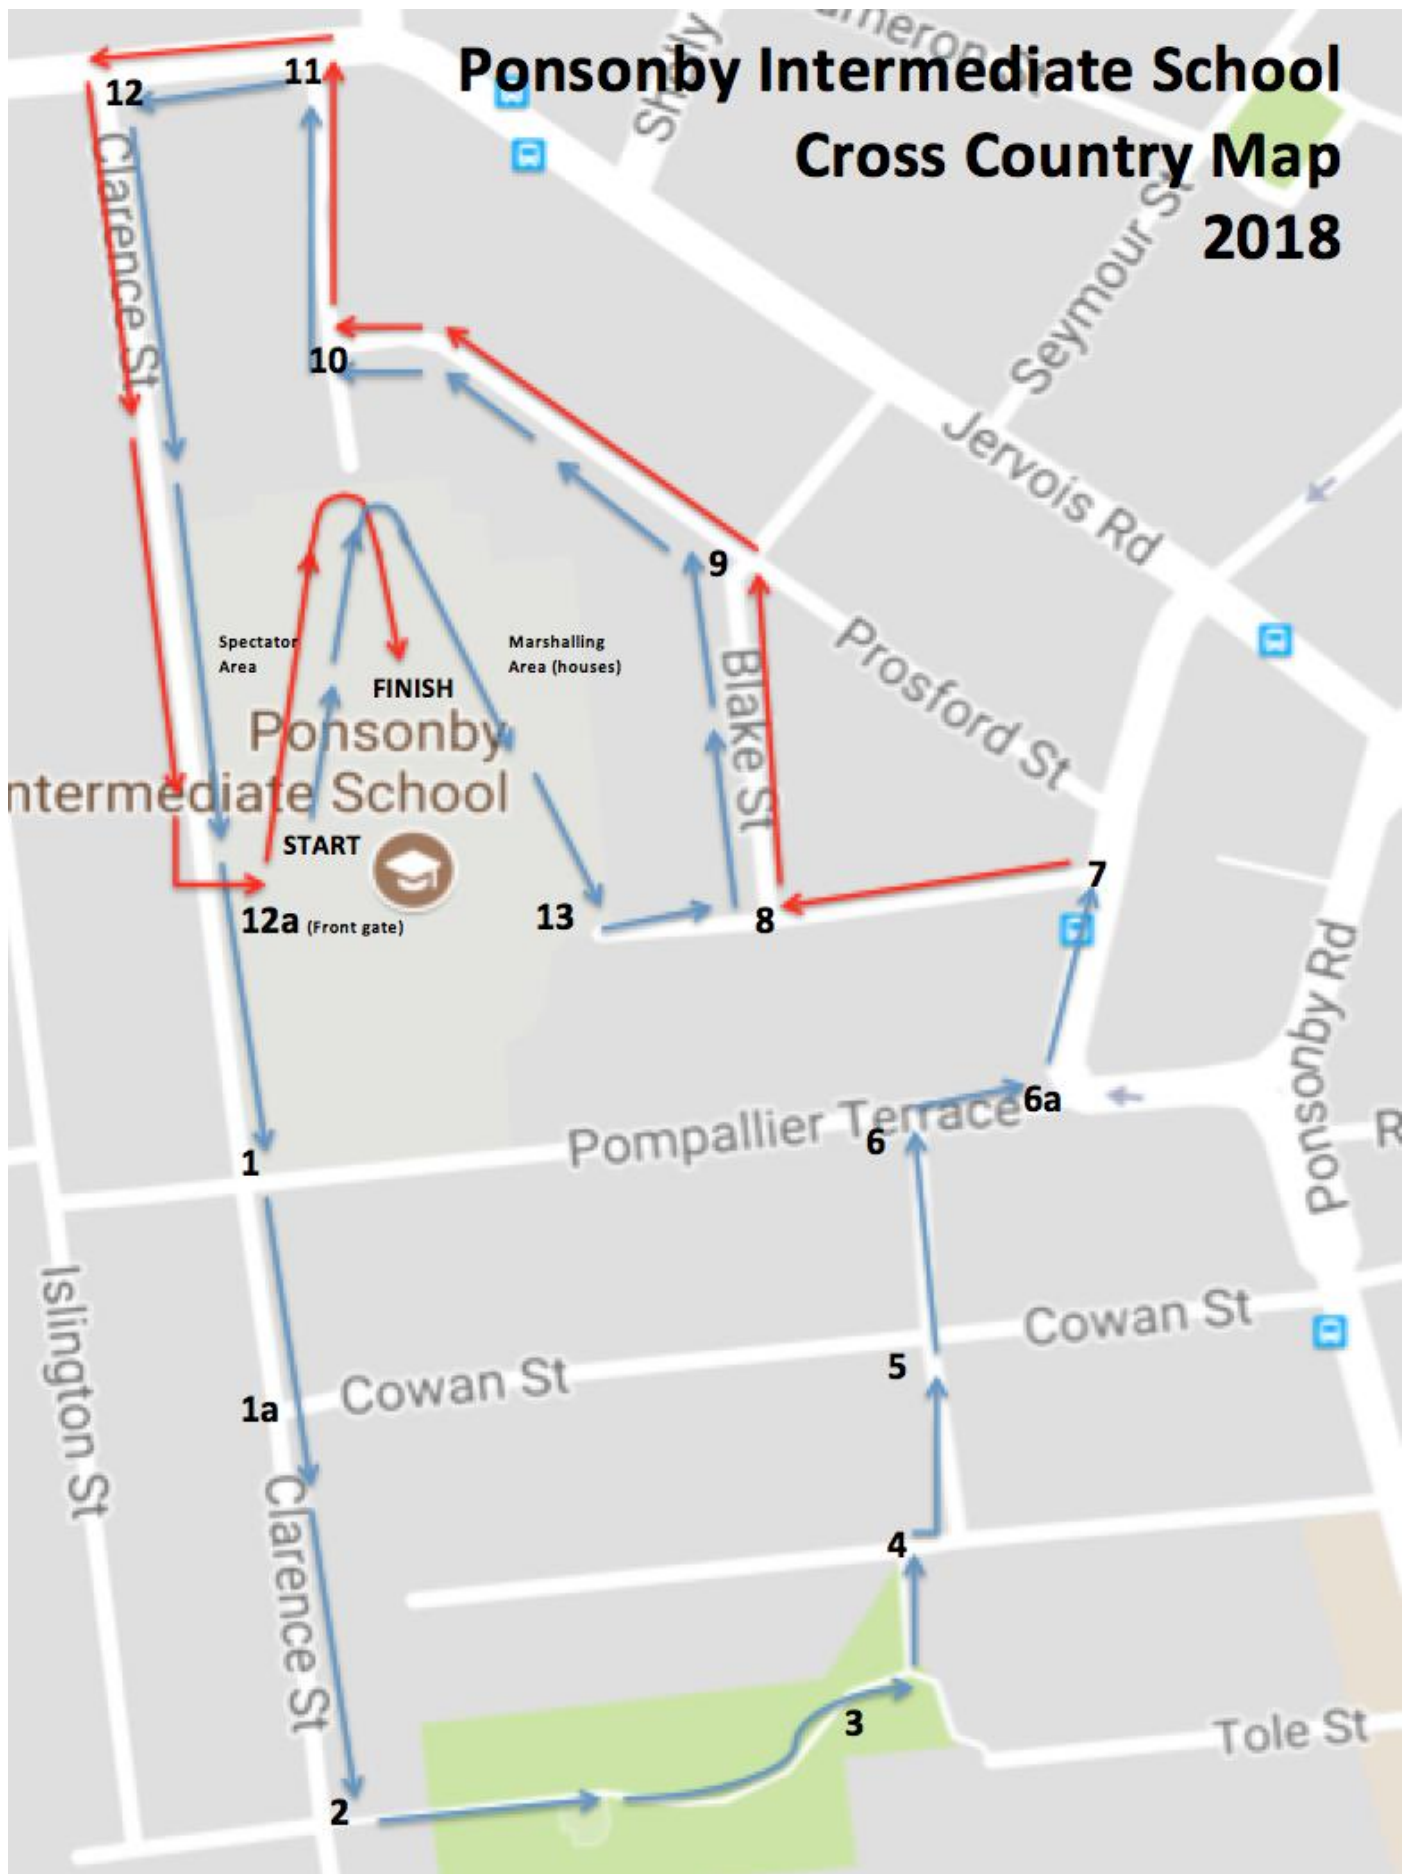 Ponsonby Intermediate School
Cross Country Map
2018
Shelly
Seymour St
11
12
Clarence St
10
Jervois Rd
9
Spectator
Area
Marshalling
Area (houses)
FINISH
Prosford St
Blake St
Ponsonby
ntermediate School
START
7
12a (Front gate)
13
8
Ponsonby Rd
6a
Pompallier Terrace
6
1
R
Islington St
Cowan St
5
Cowan St
1a
Clarence St
4
3
Tole St
2